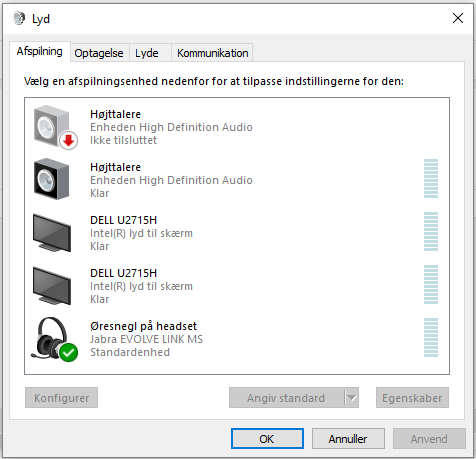 Lyd
Afspilning Optagelse Lyde Kommunikation
Vælg en afspilningsenhed nedenfor for at tilpasse indstillingerne for den:
Højttalere
Enheden High Definition Audio
Ikke tilsluttet
Højttalere
Enheden High Definition Audio
Klar
DELL U2715H
Intel(R) lyd til skærm
Klar
DELL U2715H
Intel(R) lyd til skærm
Klar
Øresnegl på headset
Jabra EVOLVE LINK MS
Standardenhed
Konfigurer Angiv standard Egenskaber
OK Annuller Anvend